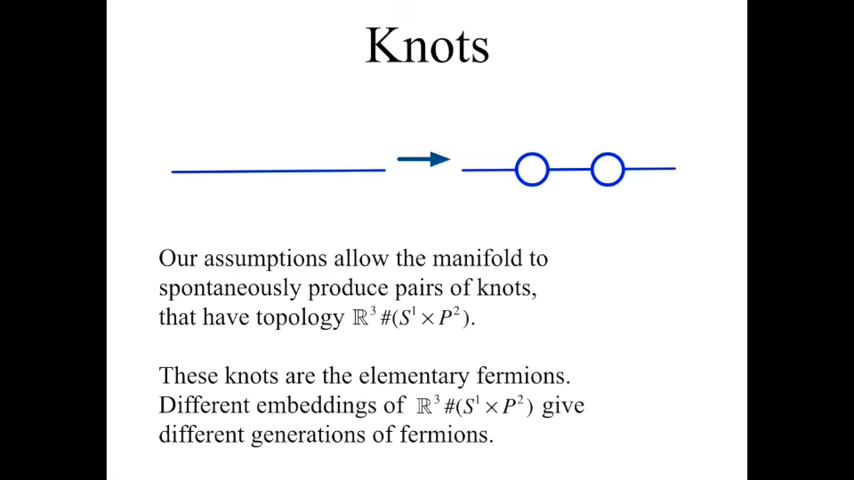 Knots
Our assumptions allow the manifold to
spontaneously produce pairs of knots,
that have topology ℝ³#(S¹×P²).
These knots are the elementary fermions.
Different embeddings of ℝ³#(S¹×P²) give
different generations of fermions.